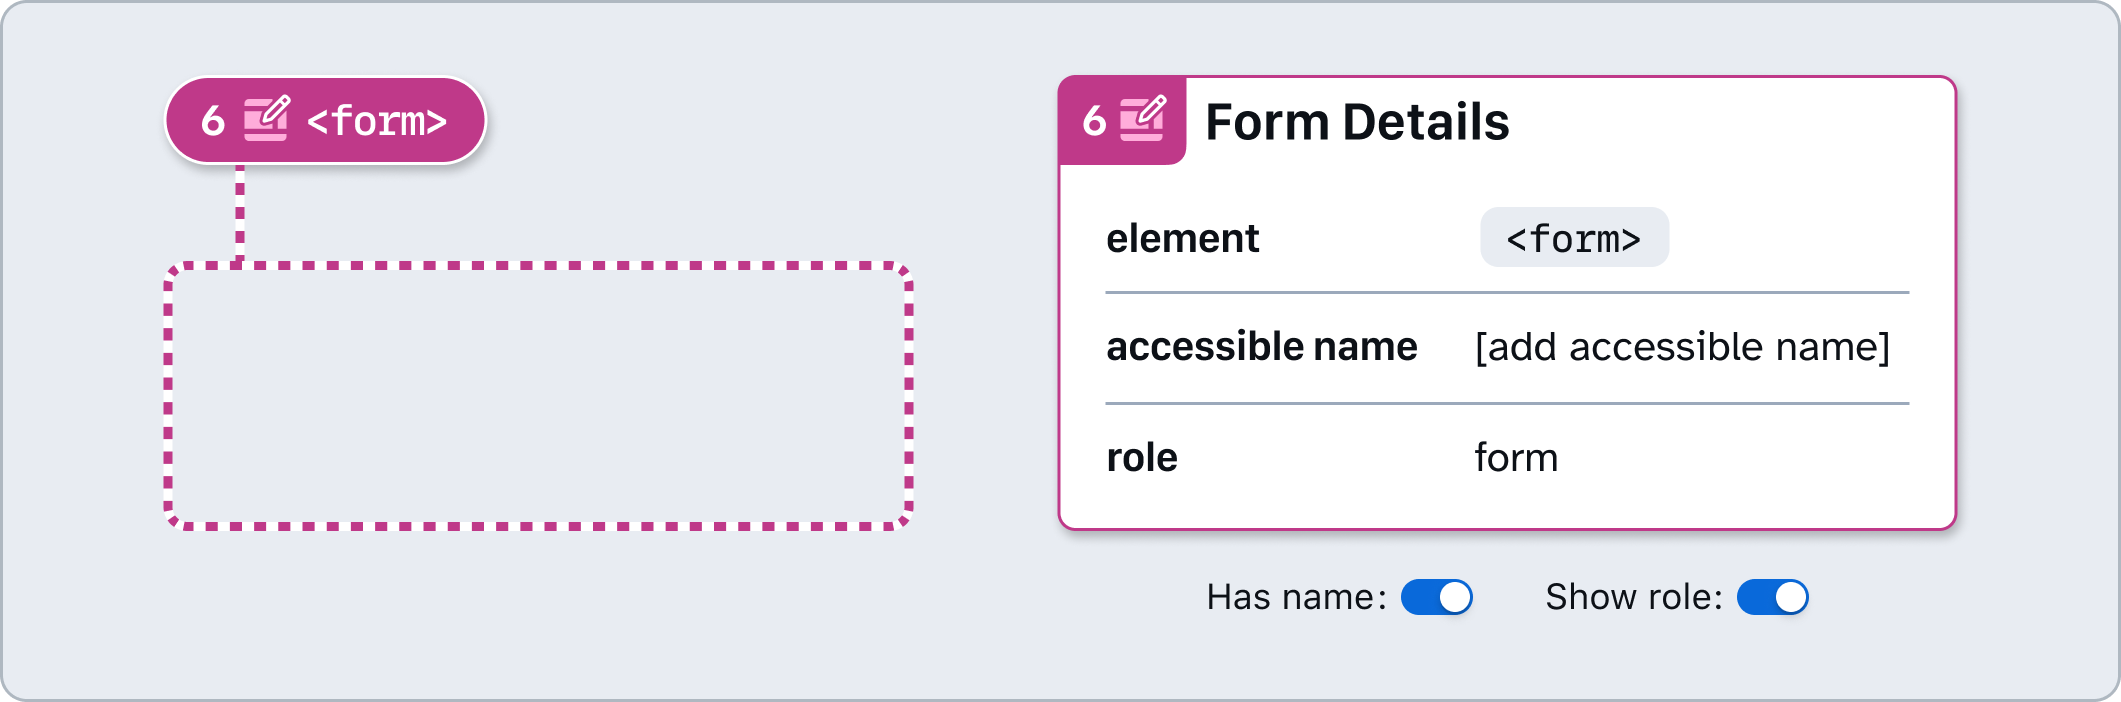 6 <form>
6 Form Details
element <form>
accessible name [add accessible name]
role form
Has name: Show role: